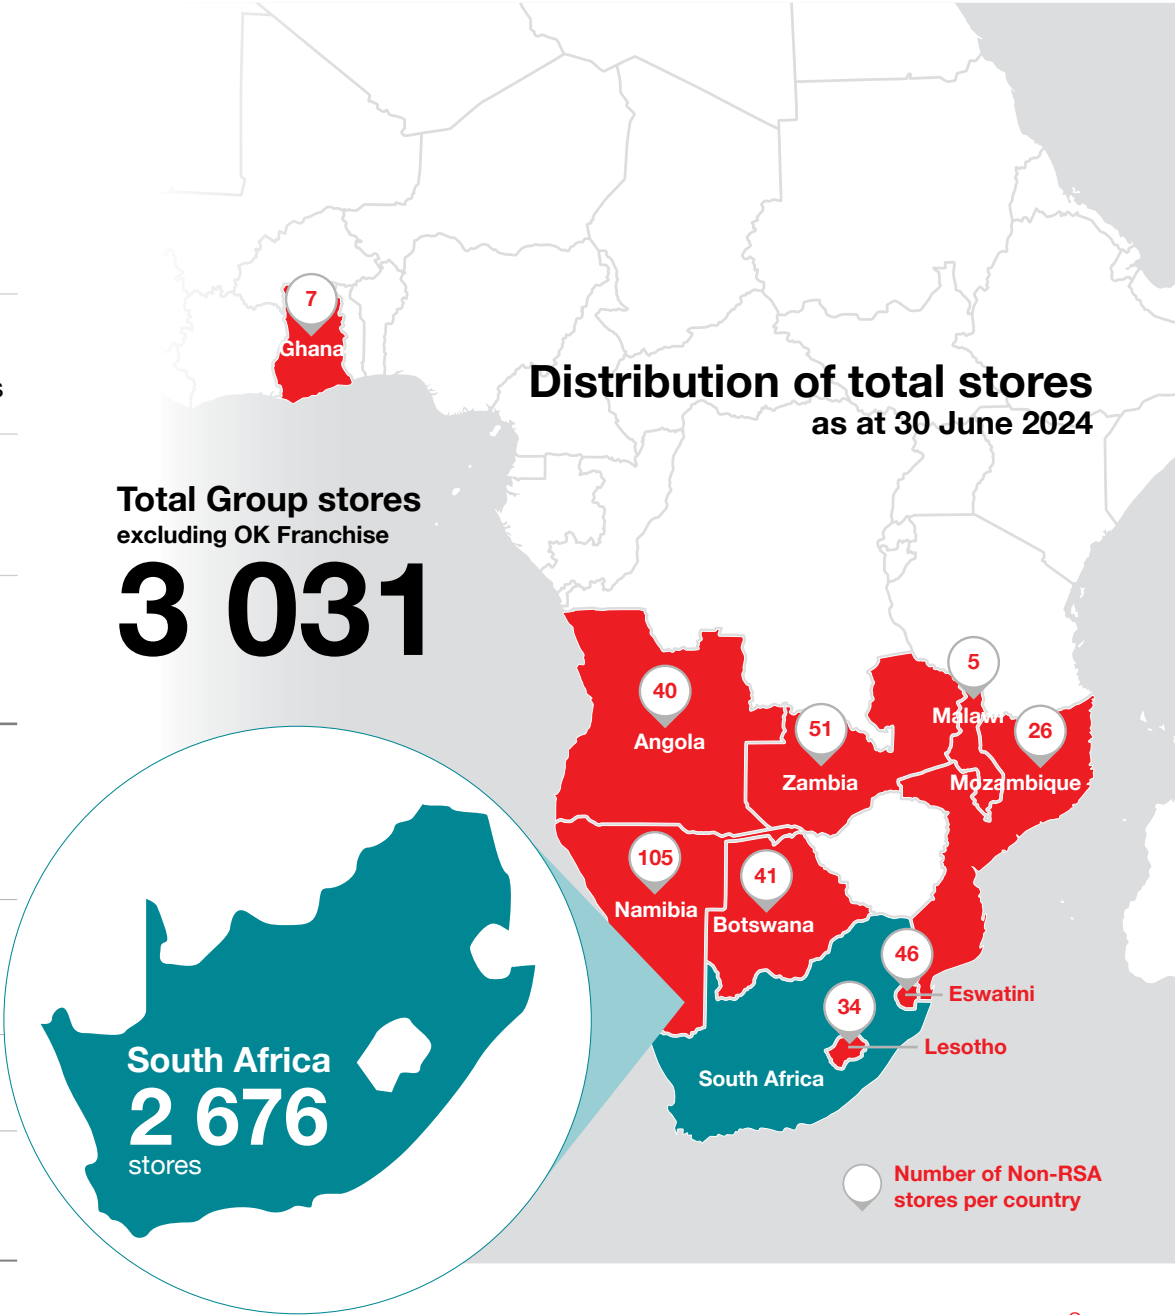 7
Ghana
Distribution of total stores
as at 30 June 2024
s
Total Group stores
excluding OK Franchise
3 031
5
40
Malawi
51
26
Angola
Zambia
Mozambique
105
41
Namibia
Botswana
46
Eswatini
34
Lesotho
South Africa
2 676
stores
South Africa
Number of Non-RSA
stores per country